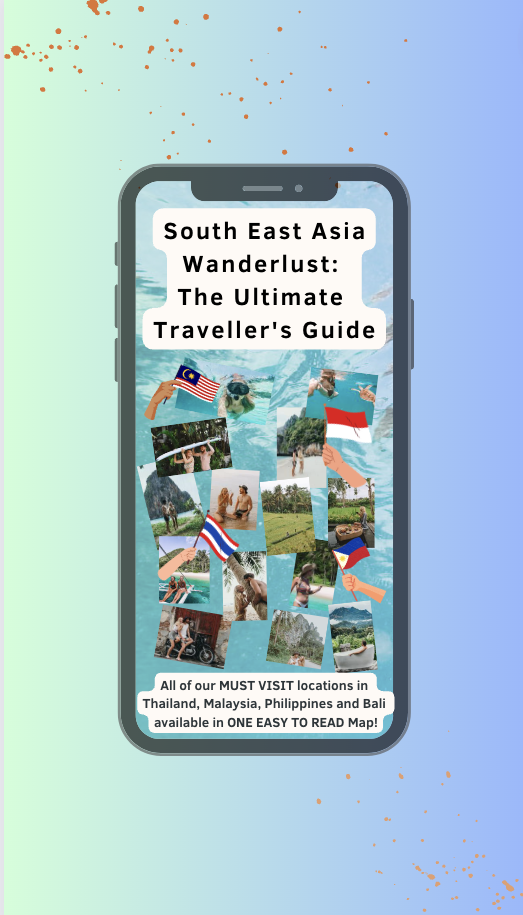 South East Asia
Wanderlust:
The Ultimate
Traveller's Guide
All of our MUST VISIT locations in
Thailand, Malaysia, Philippines and Bali
available in ONE EASY TO READ Map!